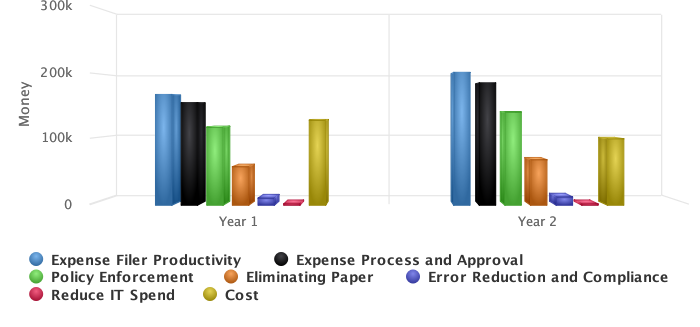 300k
200k
100k
0
Money
Year 1 Year 2
Expense Filer Productivity Expense Process and Approval
Policy Enforcement Eliminating Paper Error Reduction and Compliance
Reduce IT Spend Cost